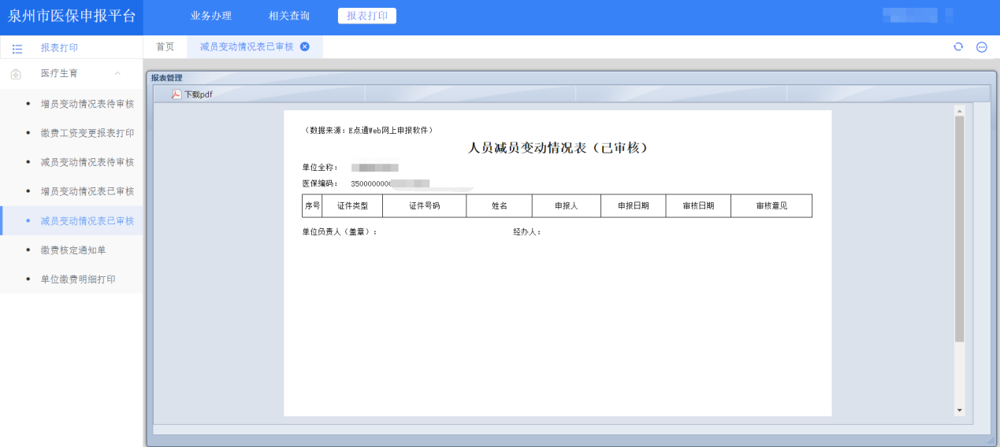 泉州市医保申报平台
业务办理
相关查询
报表打印
报表打印
医疗生育
增员变动情况表待审核
缴费工资变更报表打印
减员变动情况表待审核
增员变动情况表已审核
减员变动情况表已审核
缴费核定通知单
单位缴费明细打印
首页
减员变动情况表已审核
报表管理
下载pdf
（数据来源：E点通Web网上申报软件）
人员减员变动情况表（已审核）
单位全称：
医保编码： 350000000
序号 证件类型 证件号码 姓名 申报人 申报日期 审核日期 审核意见
单位负责人（盖章）： 经办人：